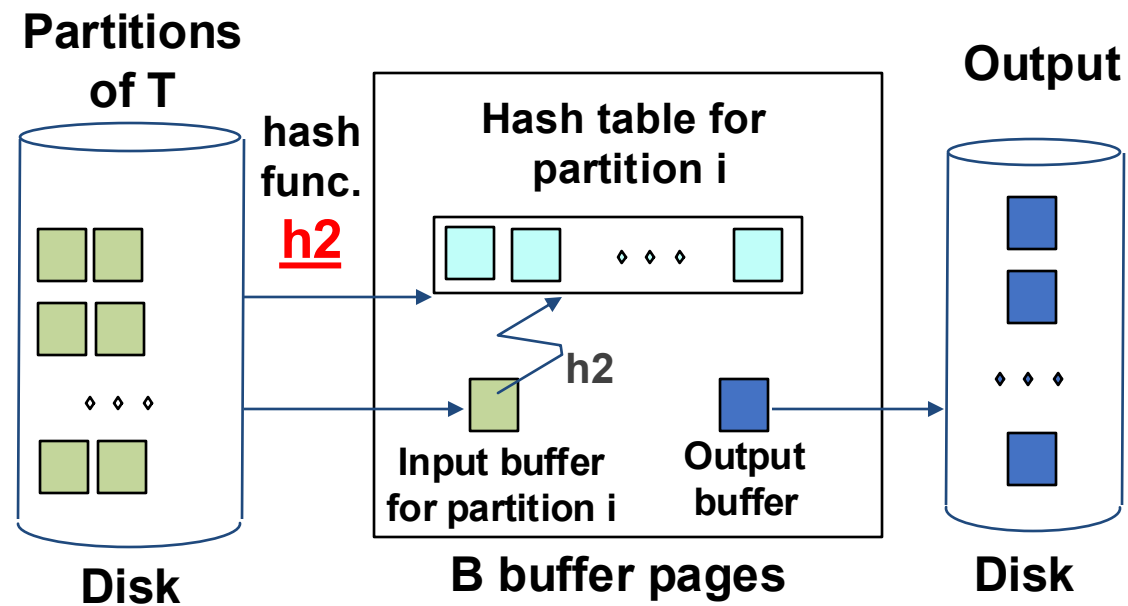 Partitions
of T
hash
func.
h2
Hash table for
partition i
h2
Input buffer
for partition i
Output
buffer
Output
Disk
B buffer pages
Disk